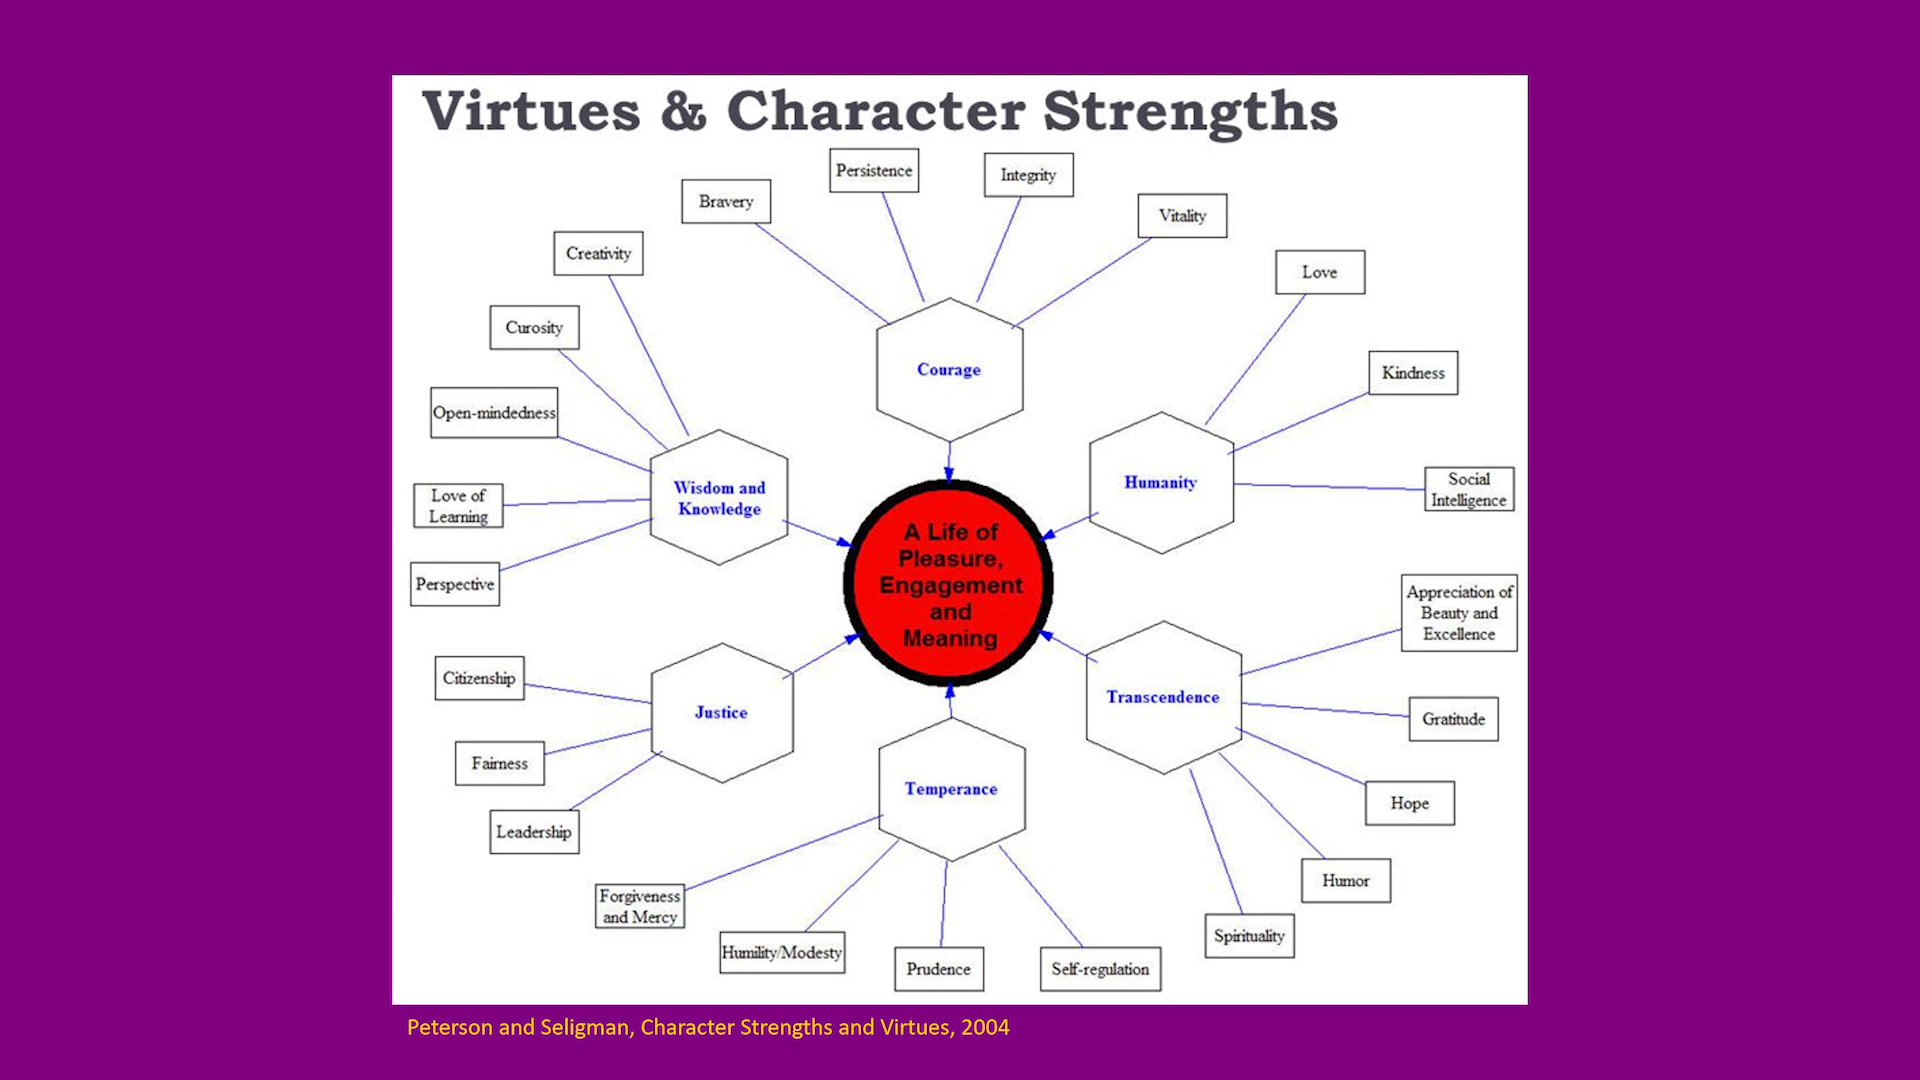 Virtues & Character Strengths
Persistence
Integrity
Bravery
Vitality
Creativity
Love
Curosity
Kindness
Courage
Open-mindedness
Humanity
Social
Intelligence
Wisdom and
Knowledge
Love of
Learning
A Life of
Pleasure,
Engagement
and
Meaning
Perspective
Appreciation of
Beauty and
Excellence
Citizenship
Transcendence
Justice
Gratitude
Fairness
Temperance
Hope
Leadership
Humor
Forgiveness
and Mercy
Spirituality
Humility/Modesty
Prudence
Self-regulation
Peterson and Seligman, Character Strengths and Virtues, 2004